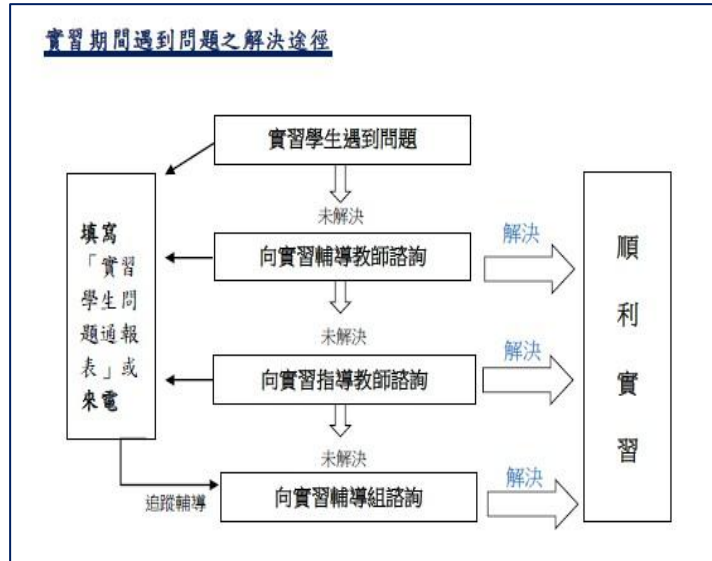 實習期間遇到問題之解決途徑
實習學生遇到問題
未解決
填寫
「實習
學生問
題通報
表」或
來電
向實習輔導教師諮詢
解決
未解決
向實習指導教師諮詢
解決
未解決
追蹤輔導
向實習輔導組諮詢
解決
順
利
實
習